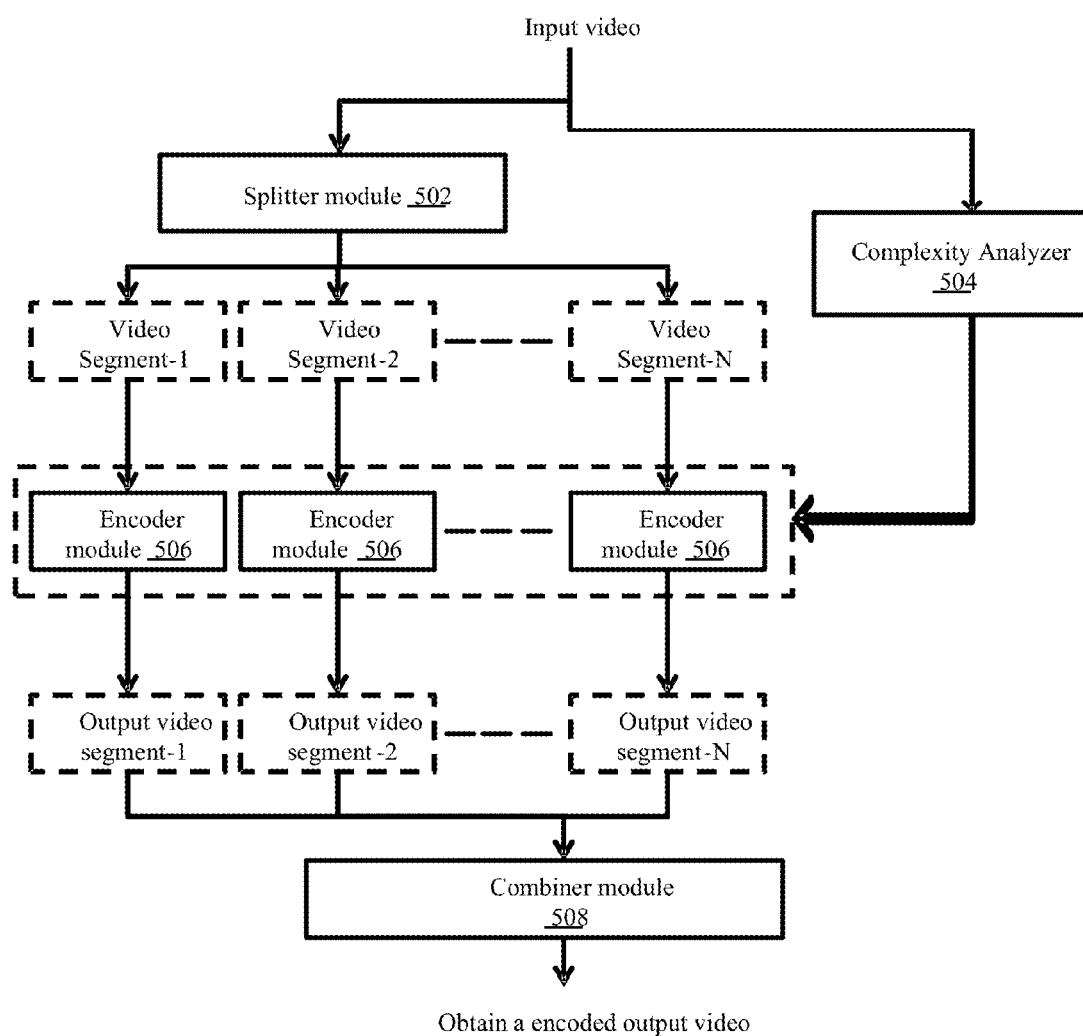 Input video
Splitter module 502
Complexity Analyzer
504
Video
Segment-1
Video
Segment-2
Video
Segment-N
Encoder
module 506
Encoder
module 506
Encoder
module 506
Output video
segment-1
Output video
segment -2
Output video
segment-N
Combiner module
508
Obtain a encoded output video